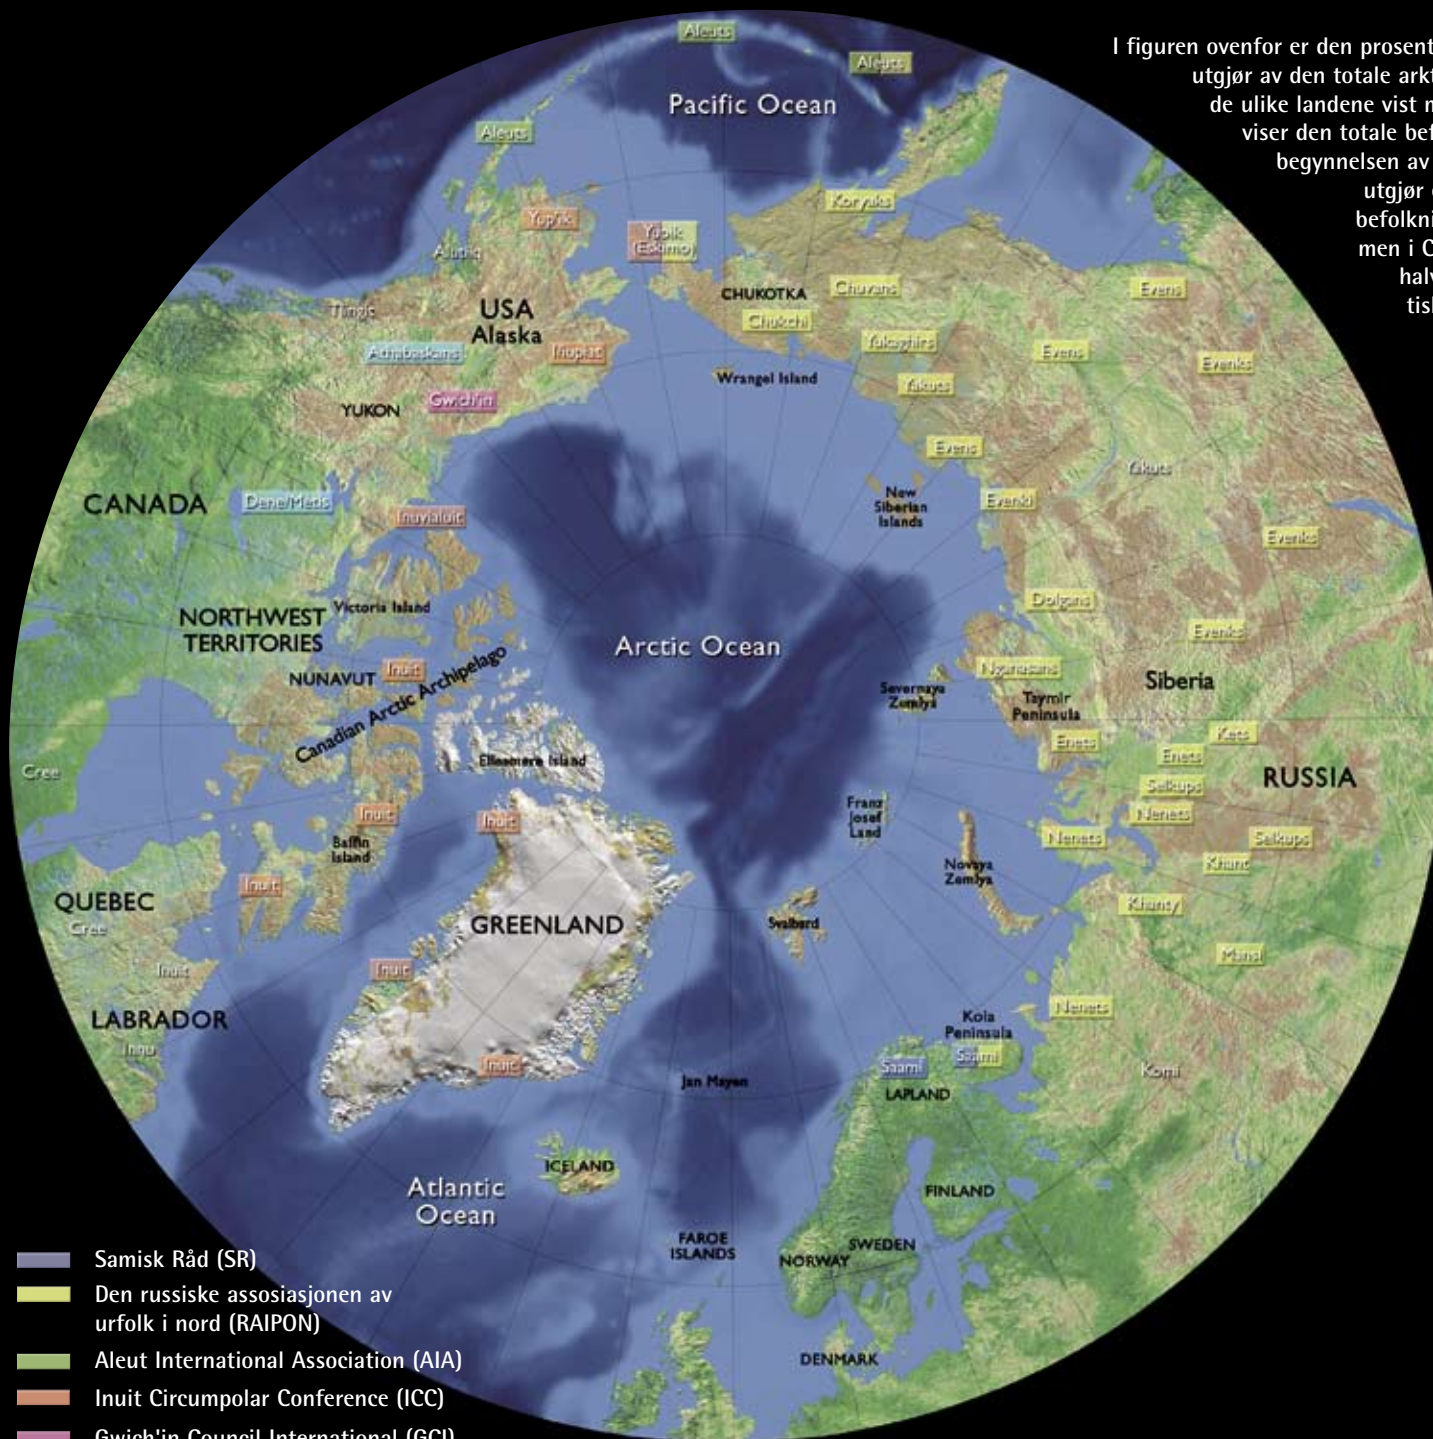 I figuren ovenfor er den prosent
utgjør av den totale arkt
de ulike landene vist m
viser den totale bef
begynnelsen av
utgjør
befolkni
men i C
halv
tisl
Aleuts
Aleuts
Pacific Ocean
Aleuts
Koryuks
Yup'ik
Yupik
(Eskimo)
Alutiiq
CHUKOTKA
Chuvans
Evens
Tlingit
USA
Alaska
Chukchi
Yukaghirs
Evens
Athabaskans
Inupiat
Evenks
Wrangel Island
Yakuts
YUKON
Gwich'in
Evens
Yakuts
CANADA
Dene/Metis
Inuvialuit
New
Siberian
Islands
Evenki
Evenks
Victoria Island
Dolgans
NORTHWEST
TERRITORIES
Evenks
Arctic Ocean
NUNAVUT
Inuit
Canadian Arctic Archipelago
Nganasans
Severnaya
Zemlya
Taymir
Peninsula
Siberia
Kets
Enets
Enets
Ellesmere Island
Cree
RUSSIA
Selkups
Franz
Josef
Land
Nenets
Inuit
Inuit
Nenets
Selkups
Baffin
Island
Khant
Novaya
Zemlya
Inuit
QUEBEC
Cree
GREENLAND
Svalbard
Khanty
Mansi
Inuit
Inuit
Nenets
LABRADOR
Kola
Peninsula
Innu
Saami
Saami
Inuit
Komi
Jan Mayen
LAPLAND
ICELAND
Atlantic
Ocean
FINLAND
FAROE
ISLANDS
SWEDEN
NORWAY
DENMARK
Samisk Råd (SR)
Den russiske assosiasjonen av
urfolk i nord (RAIPON)
Aleut International Association (AIA)
Inuit Circumpolar Conference (ICC)
Gwich'in Council International (GCI)